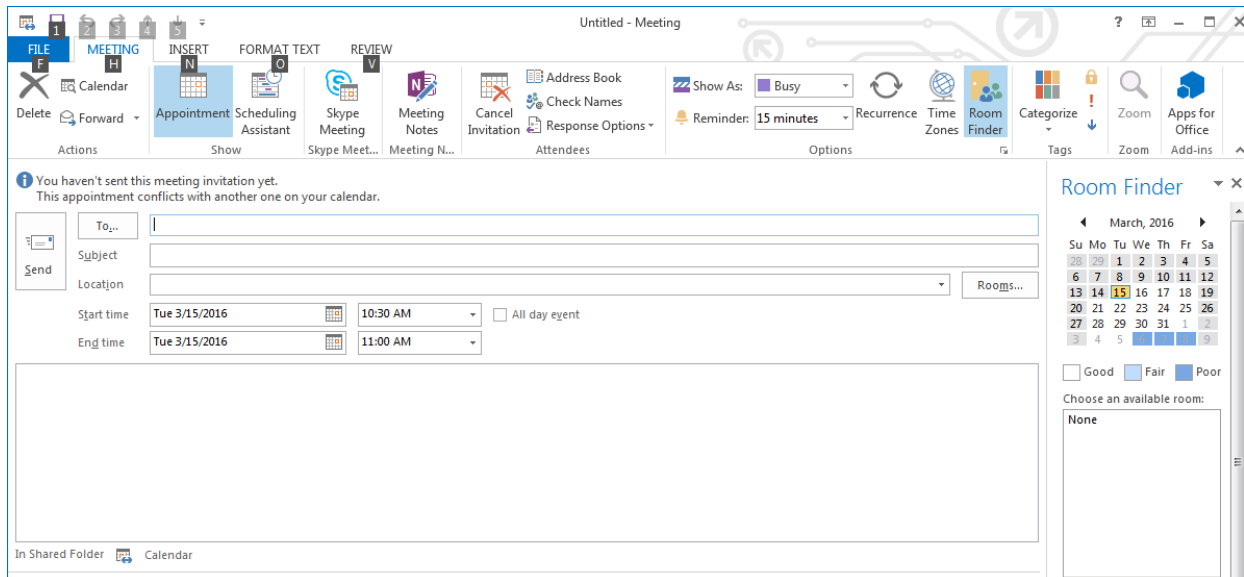 Untitled - Meeting
?
1 2 3 4 5
FILE MEETING INSERT FORMAT TEXT REVIEW
F H N O V
Delete
Calendar
Forward
Actions
Appointment
Scheduling
Assistant
Show
Skype
Meeting
Skype Meet...
Meeting
Notes
Meeting N...
Cancel
Invitation
Address Book
Check Names
Response Options
Attendees
Show As: Busy
Reminder: 15 minutes
Recurrence
Time
Zones
Room
Finder
Options
Categorize
Tags
Zoom
Zoom
Apps for
Office
Add-ins
You haven't sent this meeting invitation yet.
This appointment conflicts with another one on your calendar.
Send
To...
Subject
Location
Rooms...
Start time Tue 3/15/2016 10:30 AM All day event
End time Tue 3/15/2016 11:00 AM
In Shared Folder Calendar
Room Finder
March, 2016
Su Mo Tu We Th Fr Sa
28 29 1 2 3 4 5
6 7 8 9 10 11 12
13 14 15 16 17 18 19
20 21 22 23 24 25 26
27 28 29 30 31 1 2
3 4 5 6 7 8 9
Good Fair Poor
Choose an available room:
None